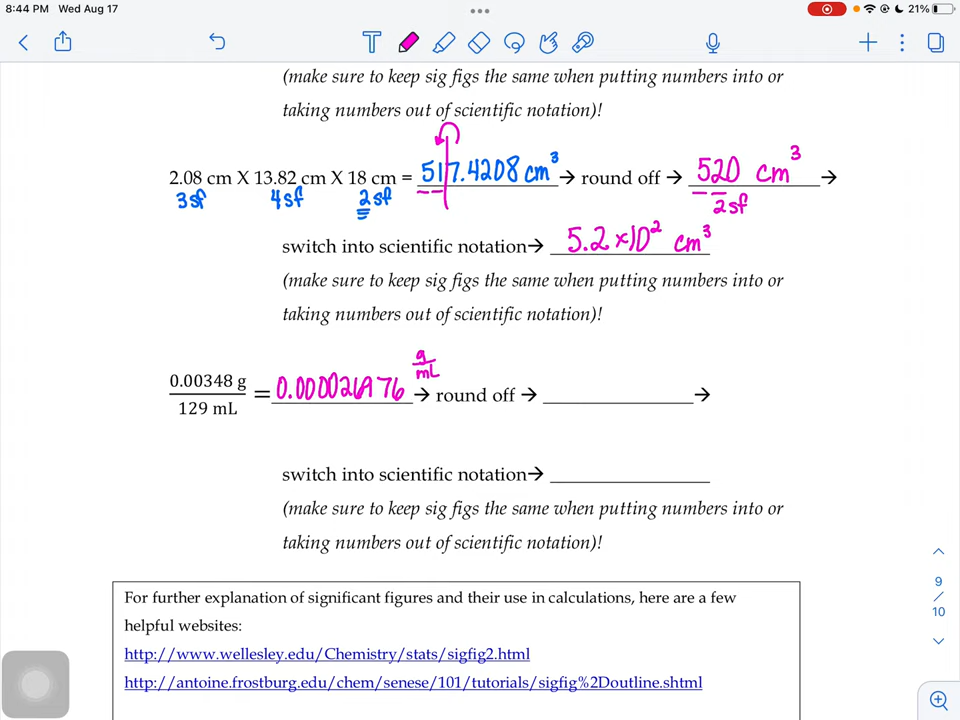 8:44 PM Wed Aug 17
21%
(make sure to keep sig figs the same when putting numbers into or
taking numbers out of scientific notation)!
2.08 cm X 13.82 cm X 18 cm = 517.4208 cm³ → round off → 520 cm³ →
3sf 4sf 2sf 2sf
switch into scientific notation→ 5.2 x10² cm³
(make sure to keep sig figs the same when putting numbers into or
taking numbers out of scientific notation)!
0.00348 g / 129 mL = 0.000026976 g/mL → round off → ____ →
switch into scientific notation→ ____
(make sure to keep sig figs the same when putting numbers into or
taking numbers out of scientific notation)!
9
/
10
For further explanation of significant figures and their use in calculations, here are a few
helpful websites:
http://www.wellesley.edu/Chemistry/stats/sigfig2.html
http://antoine.frostburg.edu/chem/senese/101/tutorials/sigfig%2Doutline.shtml